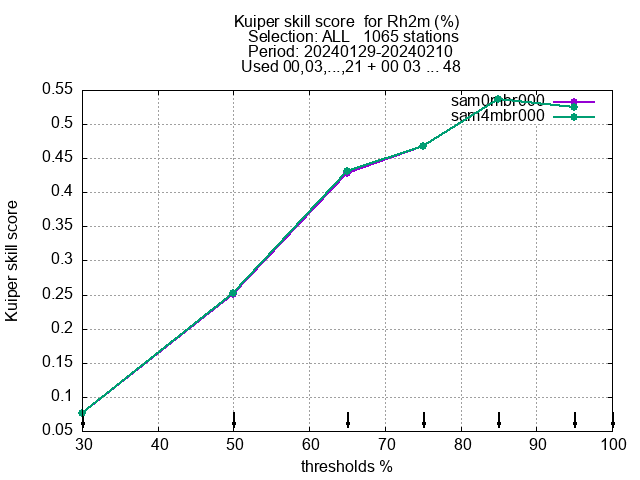 Kuiper skill score  for Rh2m (%)
Selection: ALL   1065 stations
Period: 20240129-20240210
Used 00,03,...,21 + 00 03 ... 48
sam0mbr000
sam4mbr000
Kuiper skill score
0.55
0.5
0.45
0.4
0.35
0.3
0.25
0.2
0.15
0.1
0.05
30 40 50 60 70 80 90 100
thresholds %